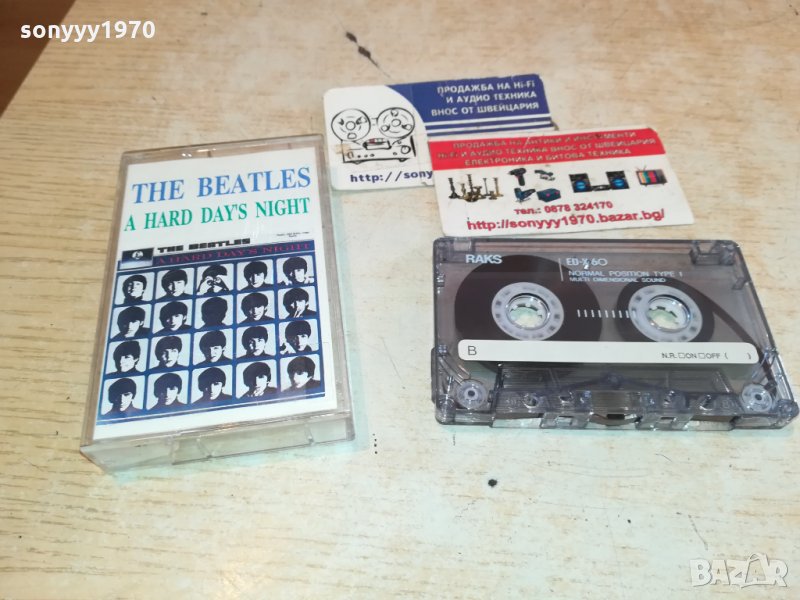 sonyyy1970
sonyyy1970
ПРОДАЖБА НА Hi-Fi
И АУДИО ТЕХНИКА
ВНОС ОТ ШВЕЙЦАРИЯ
http://sony
ПРОДАЖБА НА АНТИКИ И ИНСТРУМЕНТИ
Hi-Fi И АУДИО ТЕХНИКА ВНОС ОТ ШВЕЙЦАРИЯ
ЕЛЕКТРОНИКА И БИТОВА ТЕХНИКА
тел.: 0878 324170
http://sonyyy1970.bazar.bg/
THE BEATLES
A HARD DAY'S NIGHT
THE BEATLES
A HARD DAY'S NIGHT
RAKS
ED-X 60
NORMAL POSITION TYPE I
MULTI DIMENSIONAL SOUND
B
N.R. □ON □OFF ( )
BAZAR